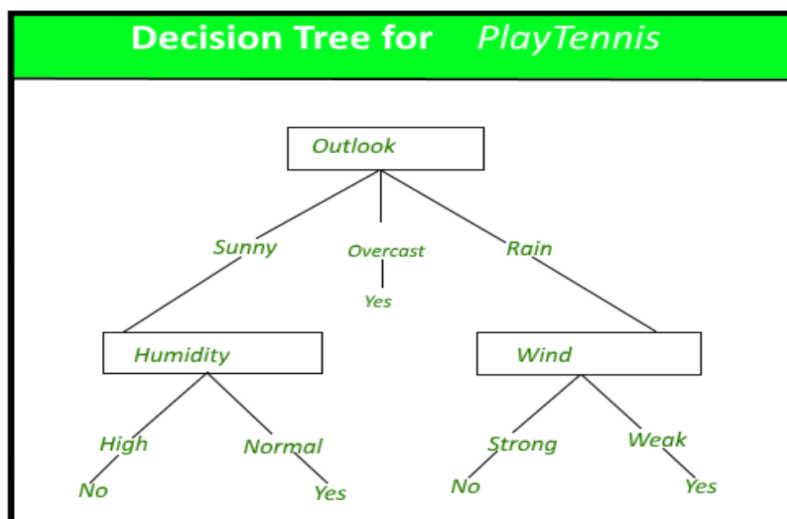 Decision Tree for PlayTennis
Outlook
Sunny Overcast Rain
Yes
Humidity Wind
High Normal Strong Weak
No Yes No Yes